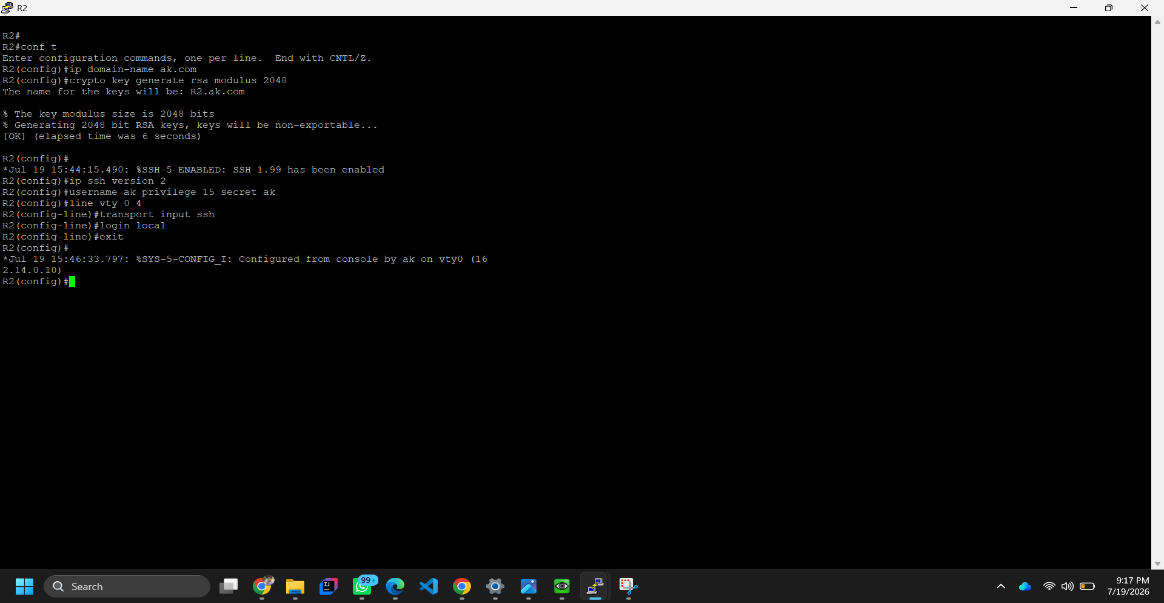 R2
R2#
R2#conf t
Enter configuration commands, one per line.  End with CNTL/Z.
R2(config)#ip domain-name ak.com
R2(config)#crypto key generate rsa modulus 2048
The name for the keys will be: R2.ak.com
% The key modulus size is 2048 bits
% Generating 2048 bit RSA keys, keys will be non-exportable...
[OK] (elapsed time was 6 seconds)
R2(config)#
*Jul 19 15:44:15.490: %SSH-5-ENABLED: SSH 1.99 has been enabled
R2(config)#ip ssh version 2
R2(config)#username ak privilege 15 secret ak
R2(config)#line vty 0 4
R2(config-line)#transport input ssh
R2(config-line)#login local
R2(config-line)#exit
R2(config)#
*Jul 19 15:46:33.797: %SYS-5-CONFIG_I: Configured from console by ak on vty0 (16
2.14.0.10)
R2(config)#
Search
99+
9:17 PM
7/19/2026